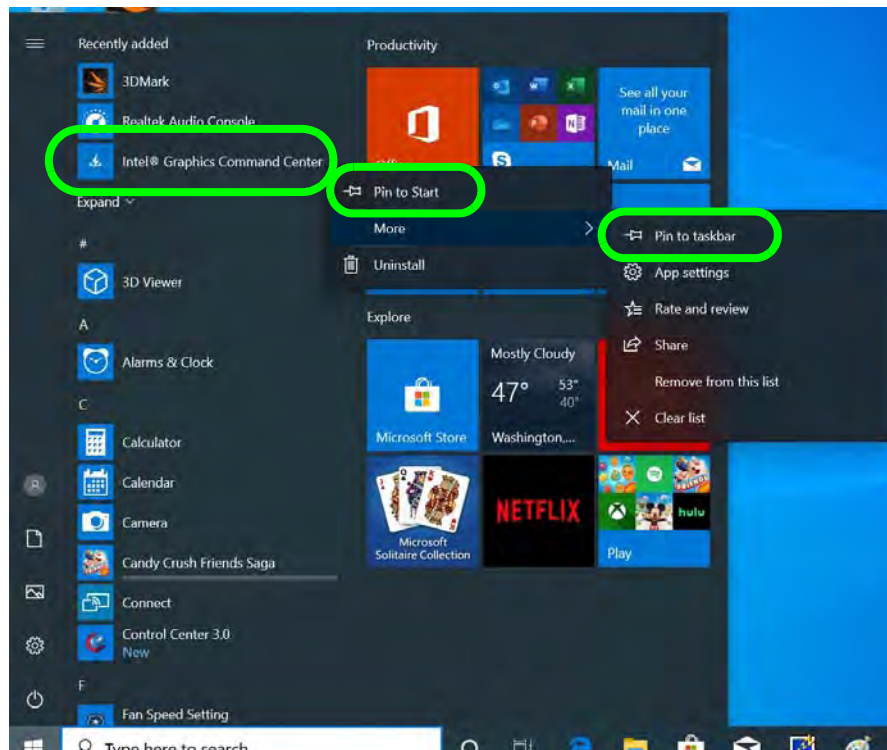 Recently added
3DMark
Realtek Audio Console
Intel® Graphics Command Center
Expand
#
3D Viewer
A
Alarms & Clock
C
Calculator
Calendar
Camera
Candy Crush Friends Saga
Connect
Control Center 3.0
New
F
Fan Speed Setting
Type here to search
Productivity
See all your
mail in one
place
Mail
Pin to Start
More
Uninstall
Pin to taskbar
App settings
Rate and review
Share
Remove from this list
Clear list
Explore
Microsoft Store
Mostly Cloudy
47° 53°
40°
Washington,...
Microsoft
Solitaire Collection
NETFLIX
hulu
Play